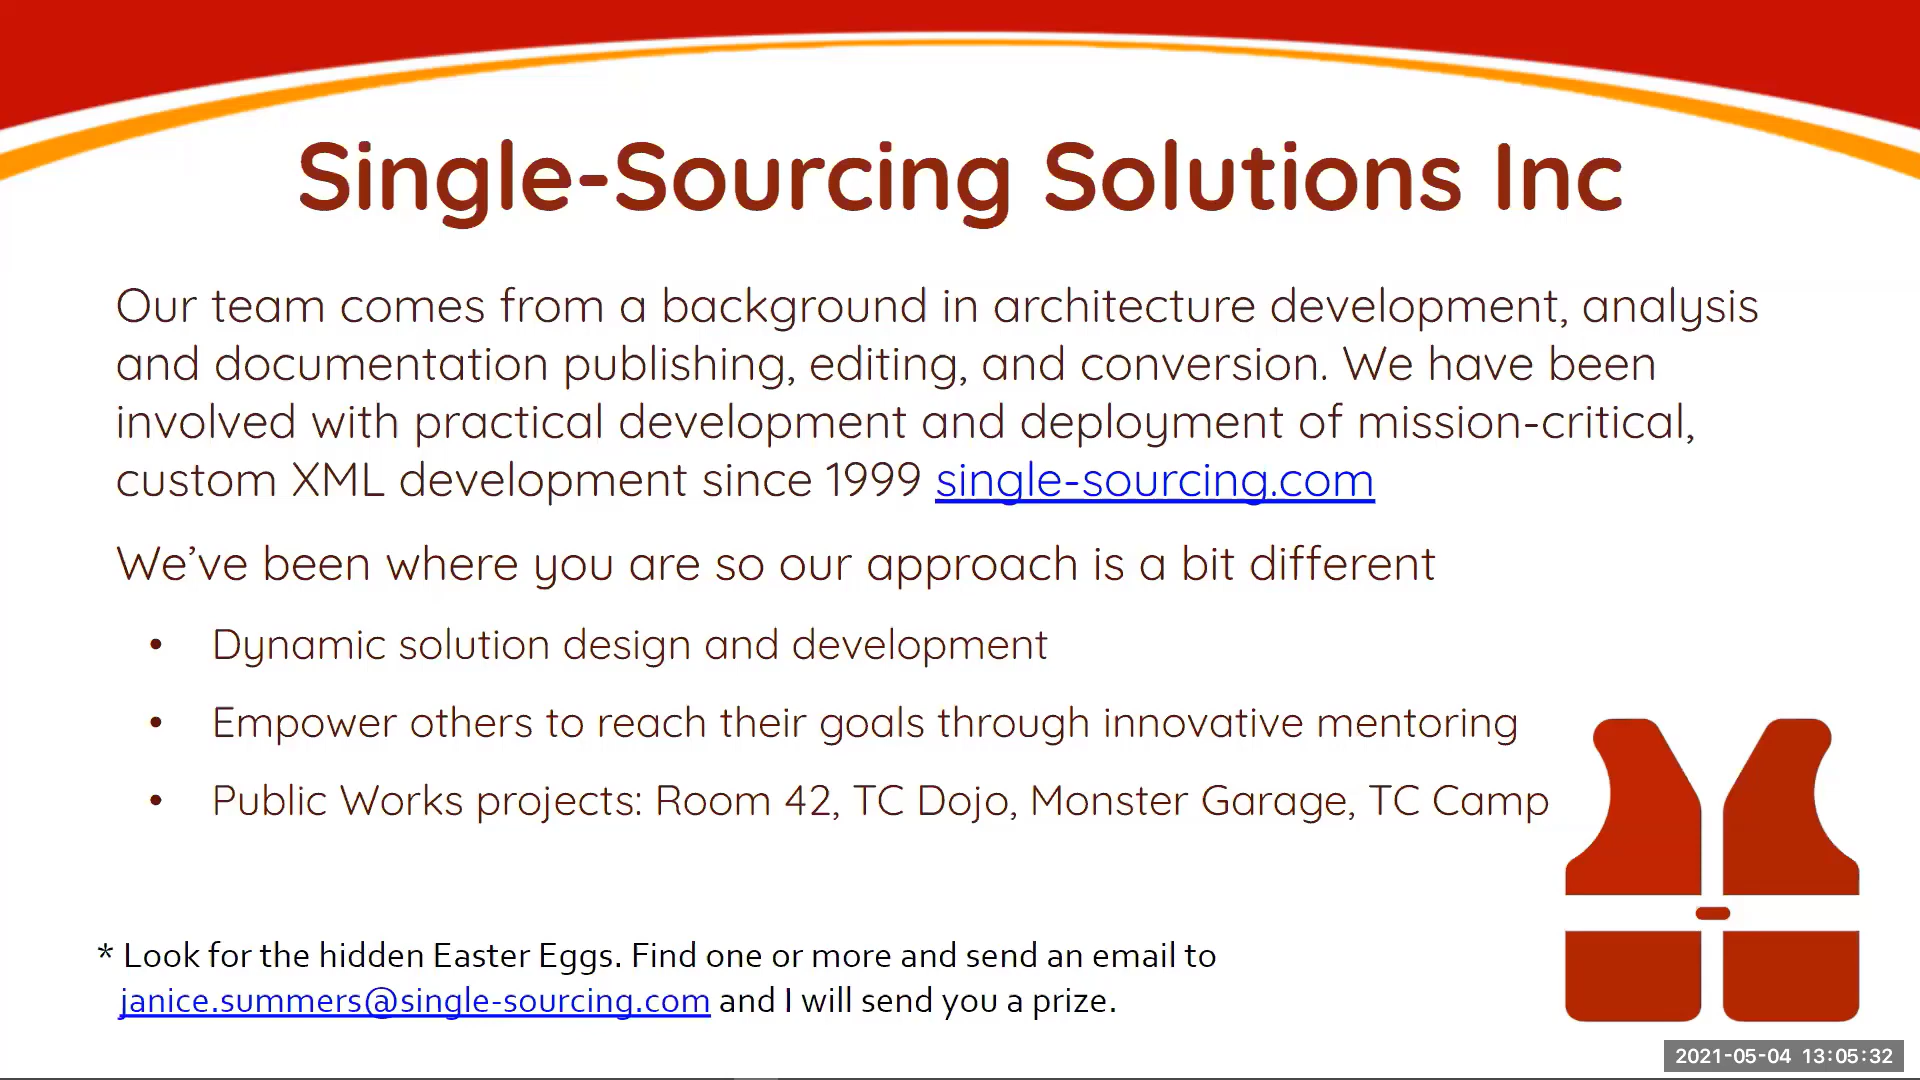 Single-Sourcing Solutions Inc
Our team comes from a background in architecture development, analysis
and documentation publishing, editing, and conversion. We have been
involved with practical development and deployment of mission-critical,
custom XML development since 1999 single-sourcing.com
We’ve been where you are so our approach is a bit different
• Dynamic solution design and development
• Empower others to reach their goals through innovative mentoring
• Public Works projects: Room 42, TC Dojo, Monster Garage, TC Camp
* Look for the hidden Easter Eggs. Find one or more and send an email to
janice.summers@single-sourcing.com and I will send you a prize.
2021-05-04 13:05:32